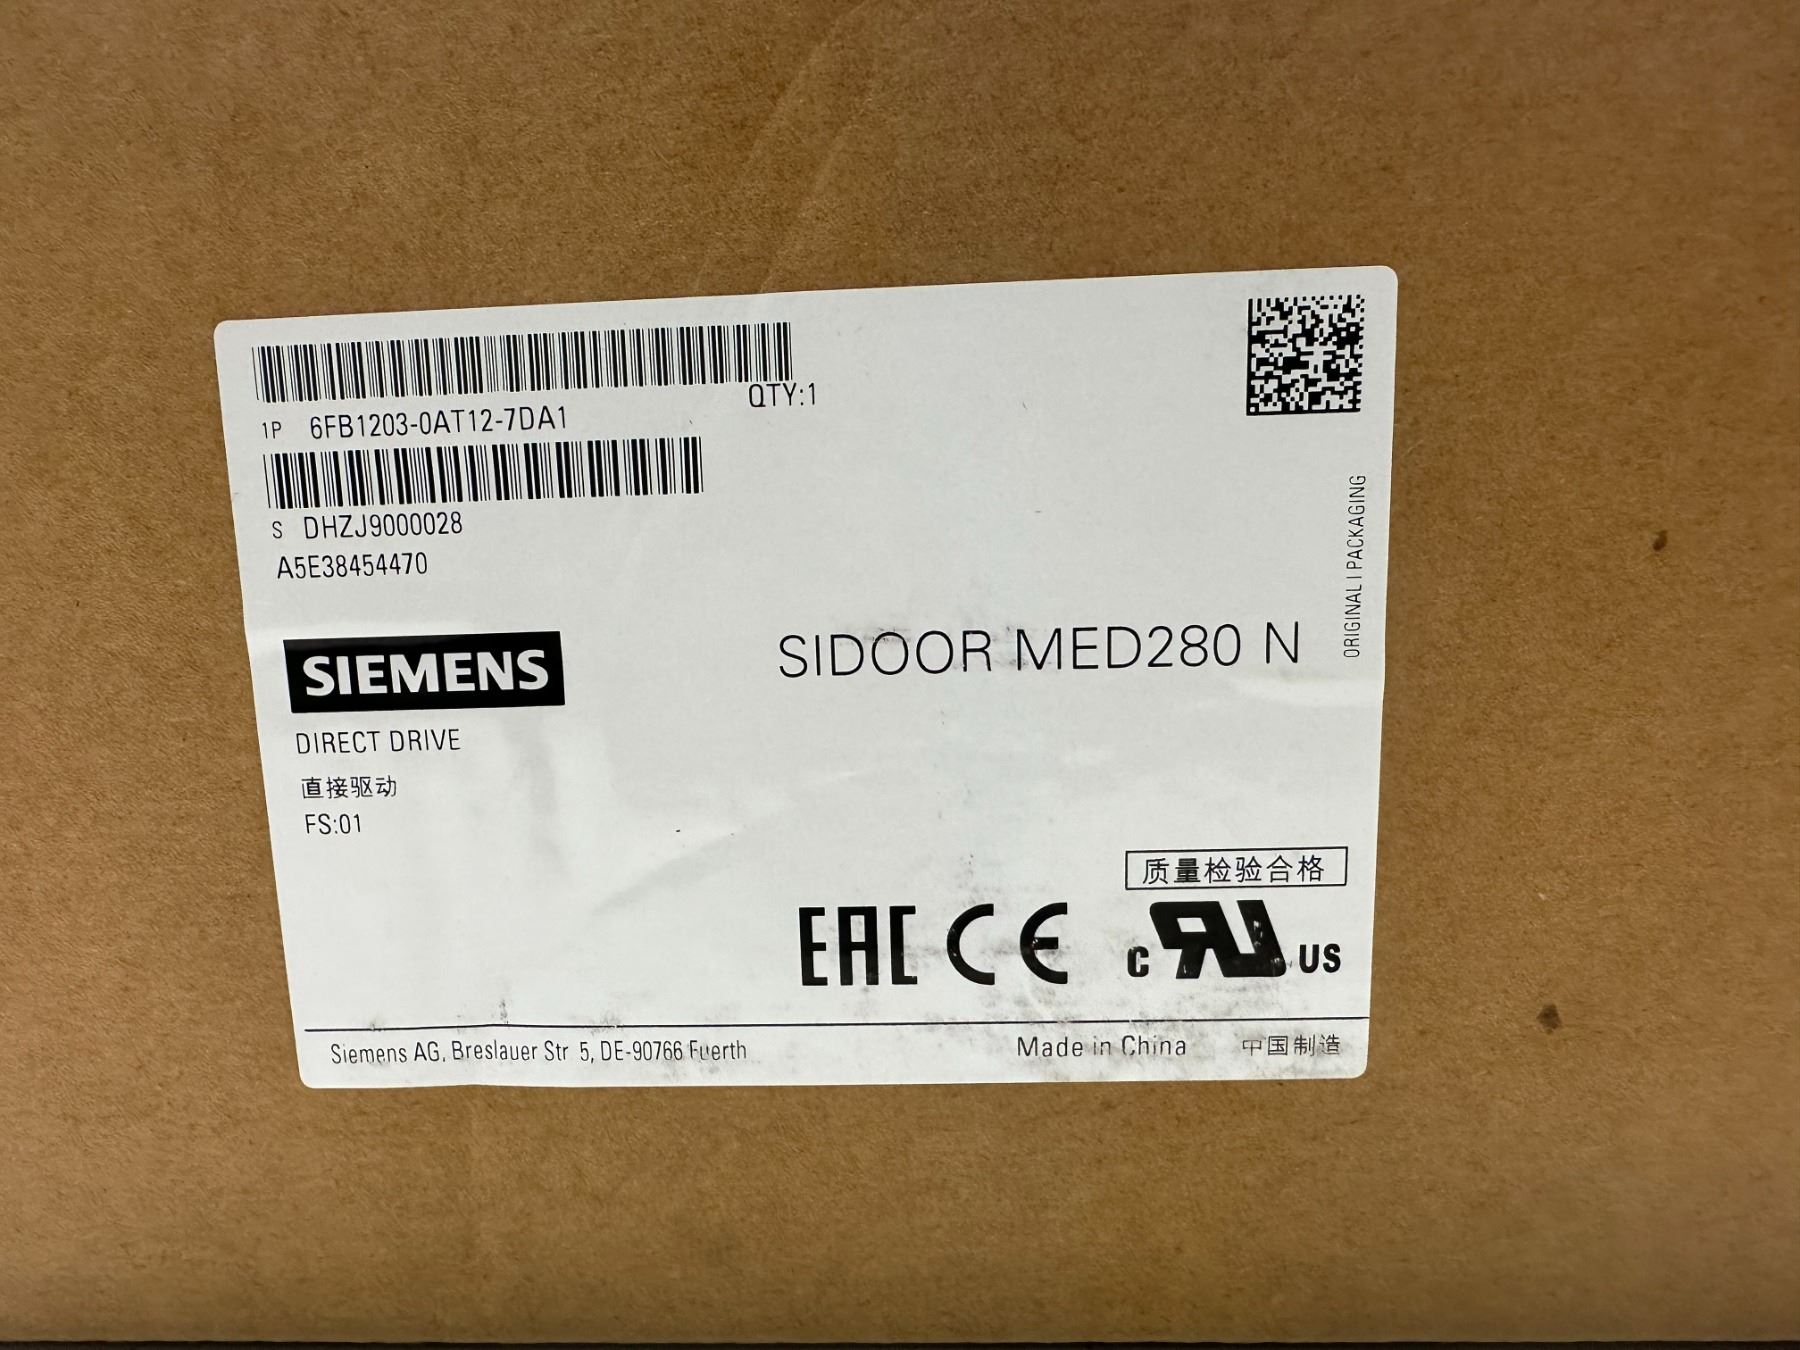 QTY:1
1P 6FB1203-0AT12-7DA1
S DHZJ9000028
A5E38454470
ORIGINAL | PACKAGING
SIEMENS
SIDOOR MED280 N
DIRECT DRIVE
直接驱动
FS:01
质量检验合格
EAC CE c RU US
Siemens AG, Breslauer Str 5, DE-90766 Fuerth
Made in China 中国制造